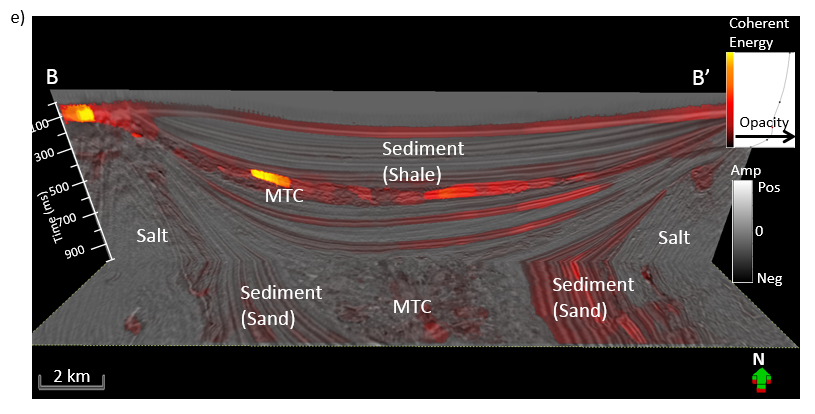 e)
Coherent
Energy
B
B'
Opacity
100
300
500
700
900
Time (ms)
Sediment
(Shale)
MTC
Amp
Pos
0
Neg
Salt
Salt
Sediment
(Sand)
MTC
Sediment
(Sand)
2 km
N